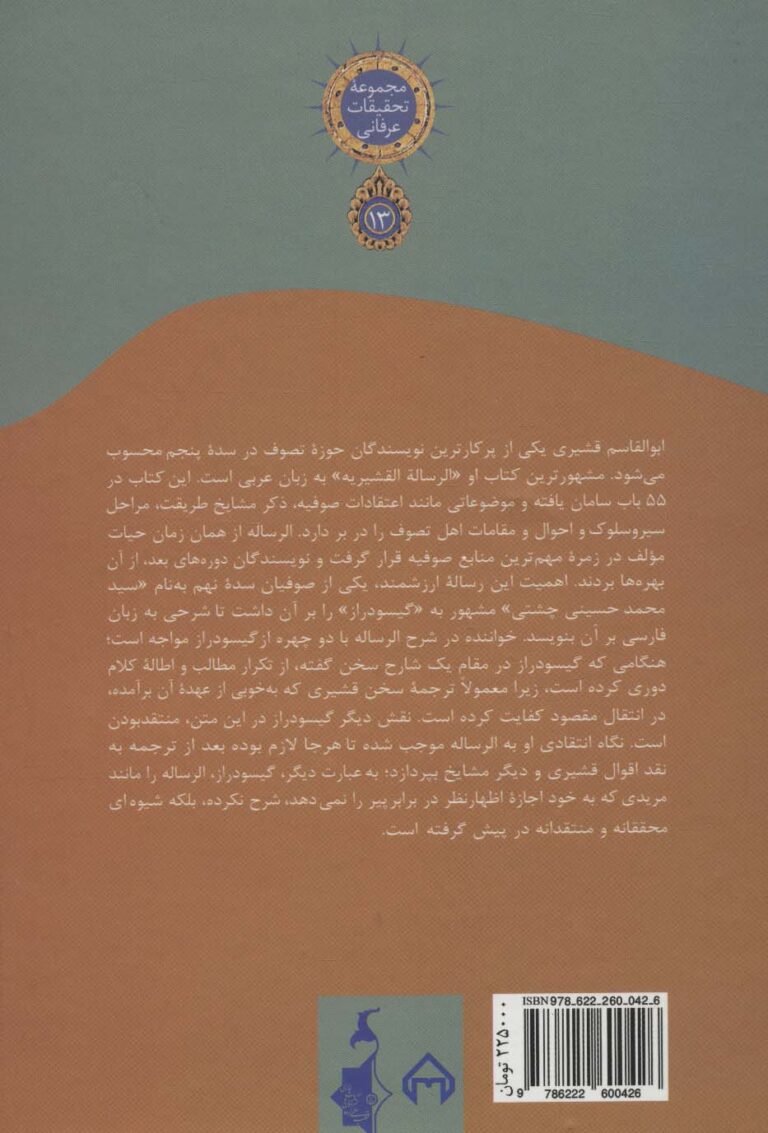 مجموعهٔ
تحقیقات
عرفانی
۱۳
ابوالقاسم قشیری یکی از پرکارترین نویسندگان حوزهٔ تصوف در سدهٔ پنجم محسوب
می‌شود. مشهورترین کتاب او «الرسالة القشیریه» به زبان عربی است. این کتاب در
۵۵ باب سامان یافته و موضوعاتی مانند اعتقادات صوفیه، ذکر مشایخ طریقت، مراحل
سیروسلوک و احوال و مقامات اهل تصوف را در بر دارد. الرساله از همان زمان حیات
مؤلف در زمرهٔ مهم‌ترین منابع صوفیه قرار گرفت و نویسندگان دوره‌های بعد، از آن
بهره‌ها بردند. اهمیت این رسالهٔ ارزشمند، یکی از صوفیان سدهٔ نهم به‌نام «سید
محمد حسینی چشتی» مشهور به «گیسودراز» را بر آن داشت تا شرحی به زبان
فارسی بر آن بنویسد. خواننده در شرح الرساله با دو چهره از گیسودراز مواجه است؛
هنگامی که گیسودراز در مقام یک شارح سخن گفته، از تکرار مطالب و اطالهٔ کلام
دوری کرده است، زیرا معمولاً ترجمهٔ سخن قشیری که به‌خوبی از عهدهٔ آن برآمده،
در انتقال مقصود کفایت کرده است. نقش دیگر گیسودراز در این متن، منتقدبودن
است. نگاه انتقادی او به الرساله موجب شده تا هرجا لازم بوده بعد از ترجمه به
نقد اقوال قشیری و دیگر مشایخ بپردازد؛ به عبارت دیگر، گیسودراز، الرساله را مانند
مریدی که به خود اجازهٔ اظهارنظر در برابر پیر را نمی‌دهد، شرح نکرده، بلکه شیوه‌ای
محققانه و منتقدانه در پیش گرفته است.
ISBN 978-622-260-042-6
۲۲۵۰۰۰ تومان
9 786222 600426